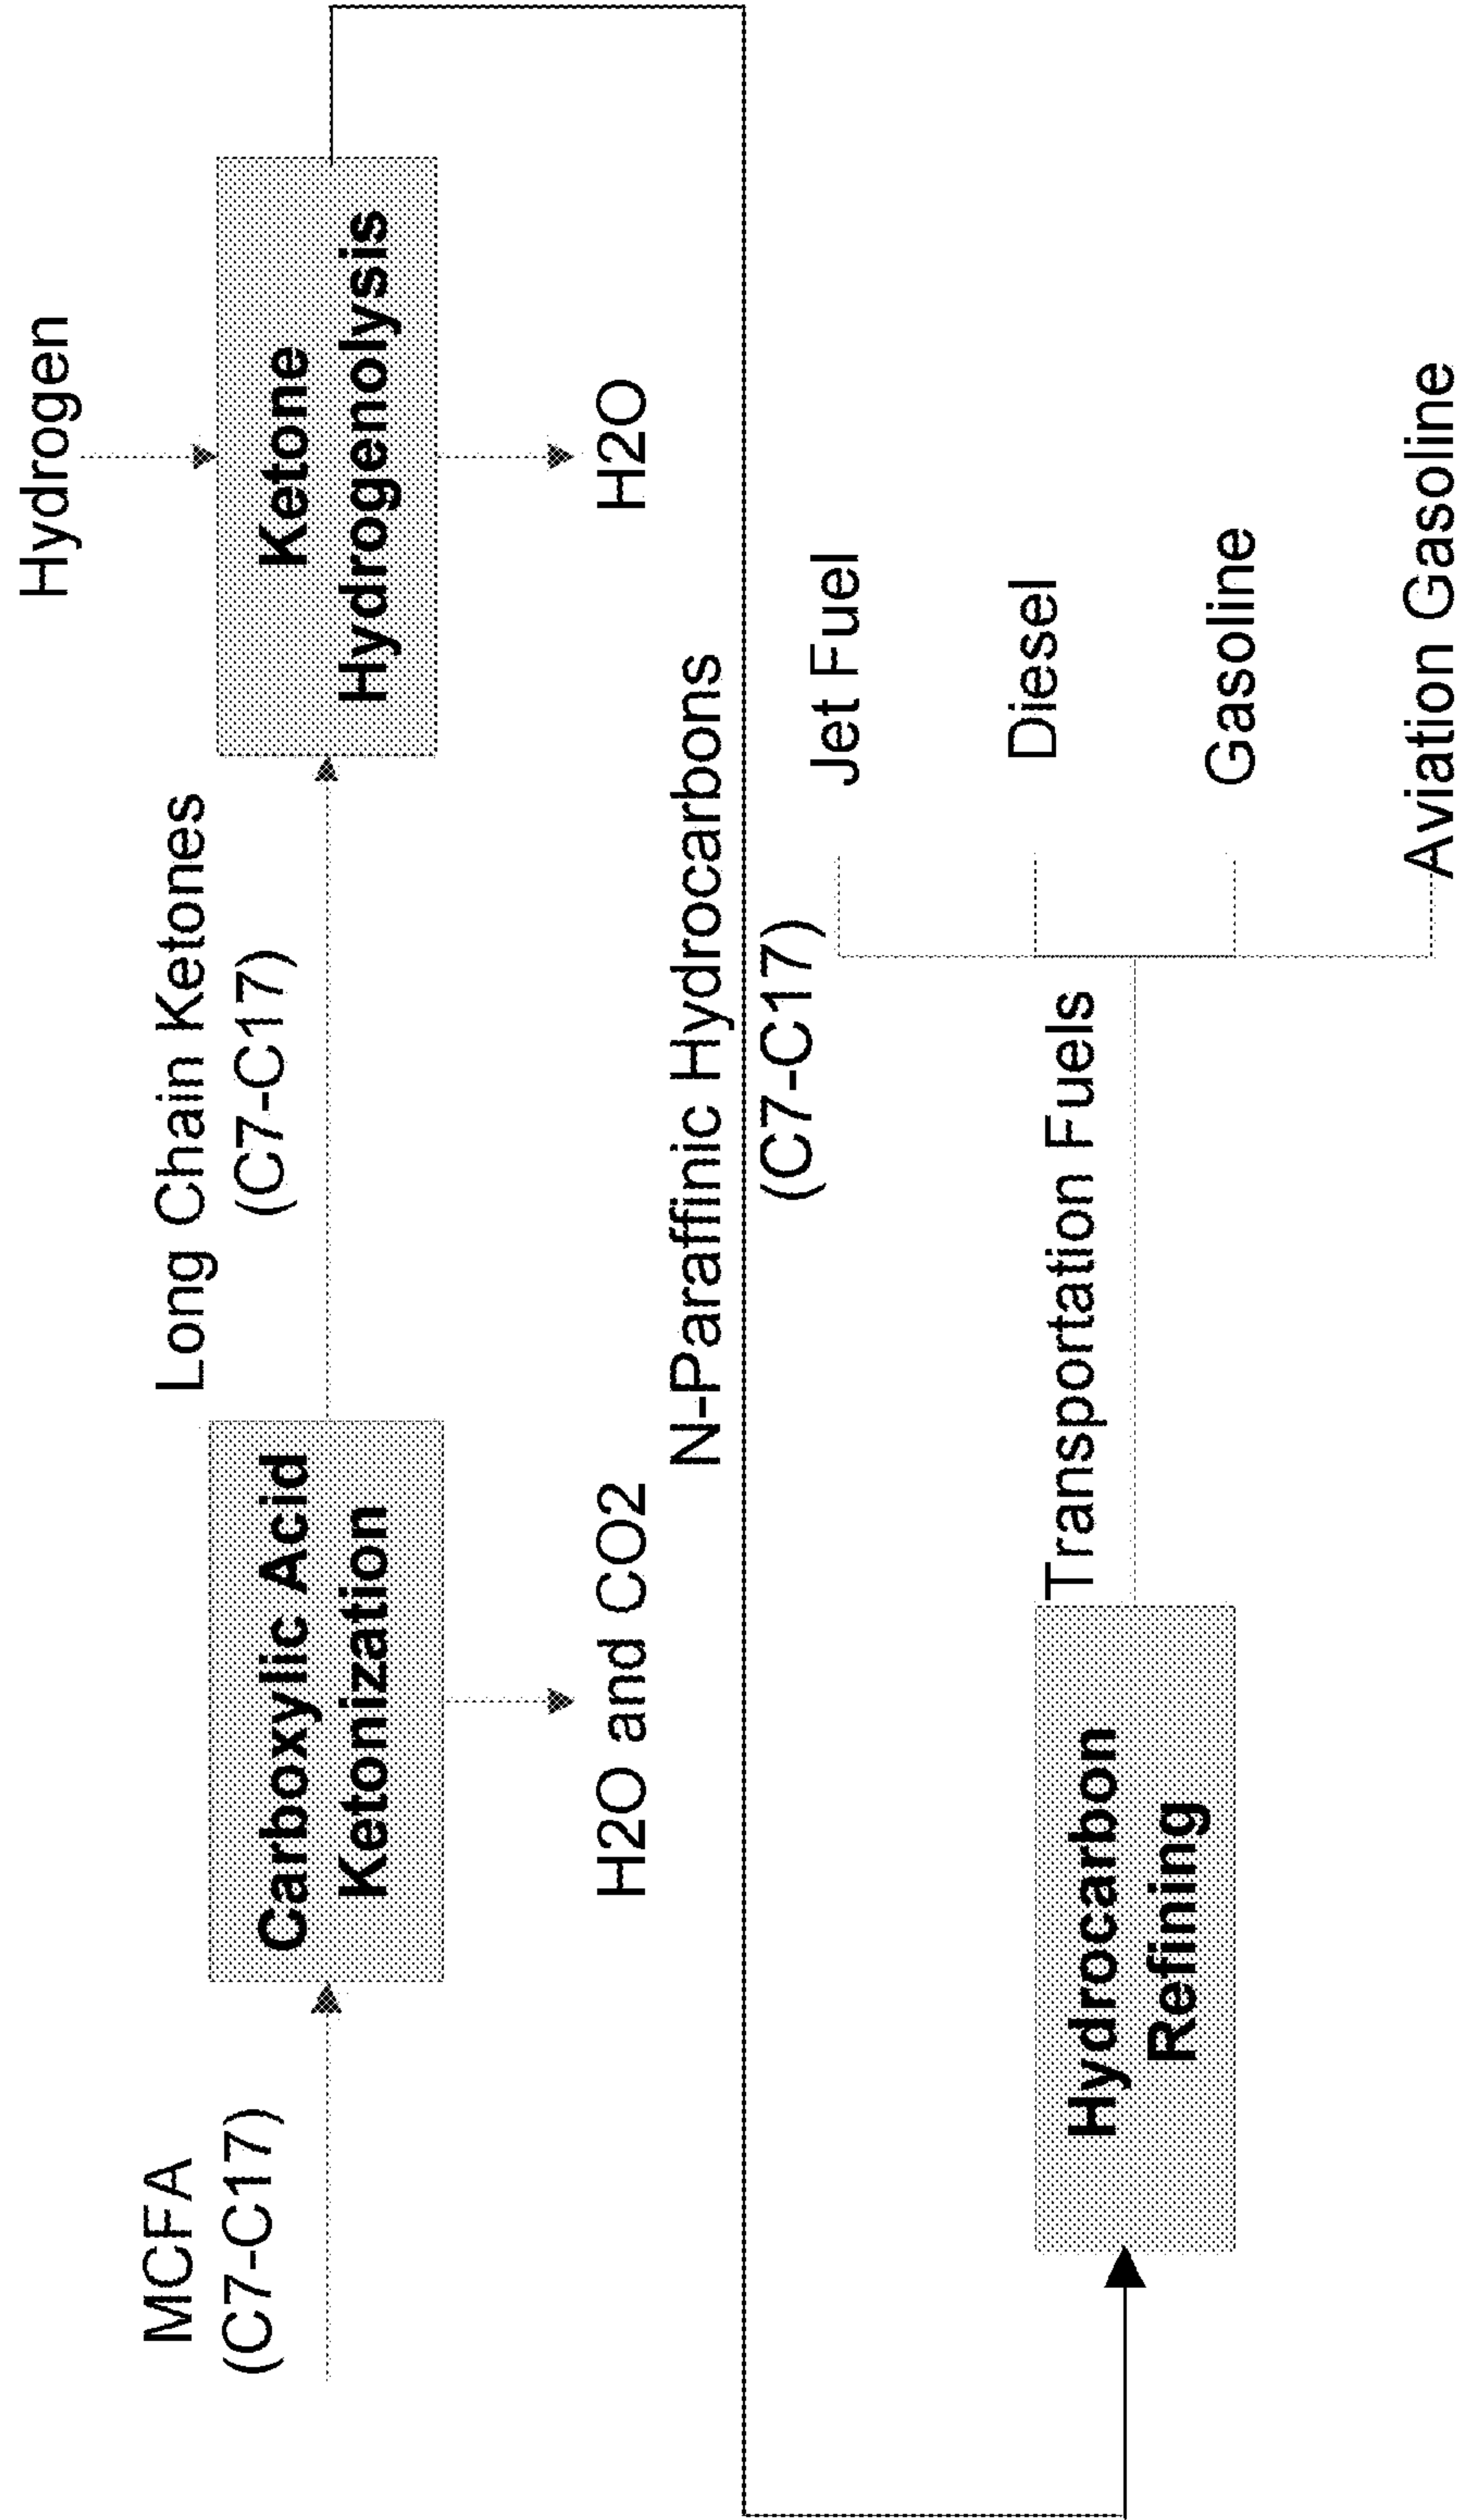 MCFA
(C7-C17)
Carboxylic Acid
Ketonization
H2O and CO2
Long Chain Ketones
(C7-C17)
Hydrogen
Ketone
Hydrogenolysis
H2O
N-Paraffinic Hydrocarbons
(C7-C17)
Hydrocarbon
Refining
Transportation Fuels
Jet Fuel
Diesel
Gasoline
Aviation Gasoline